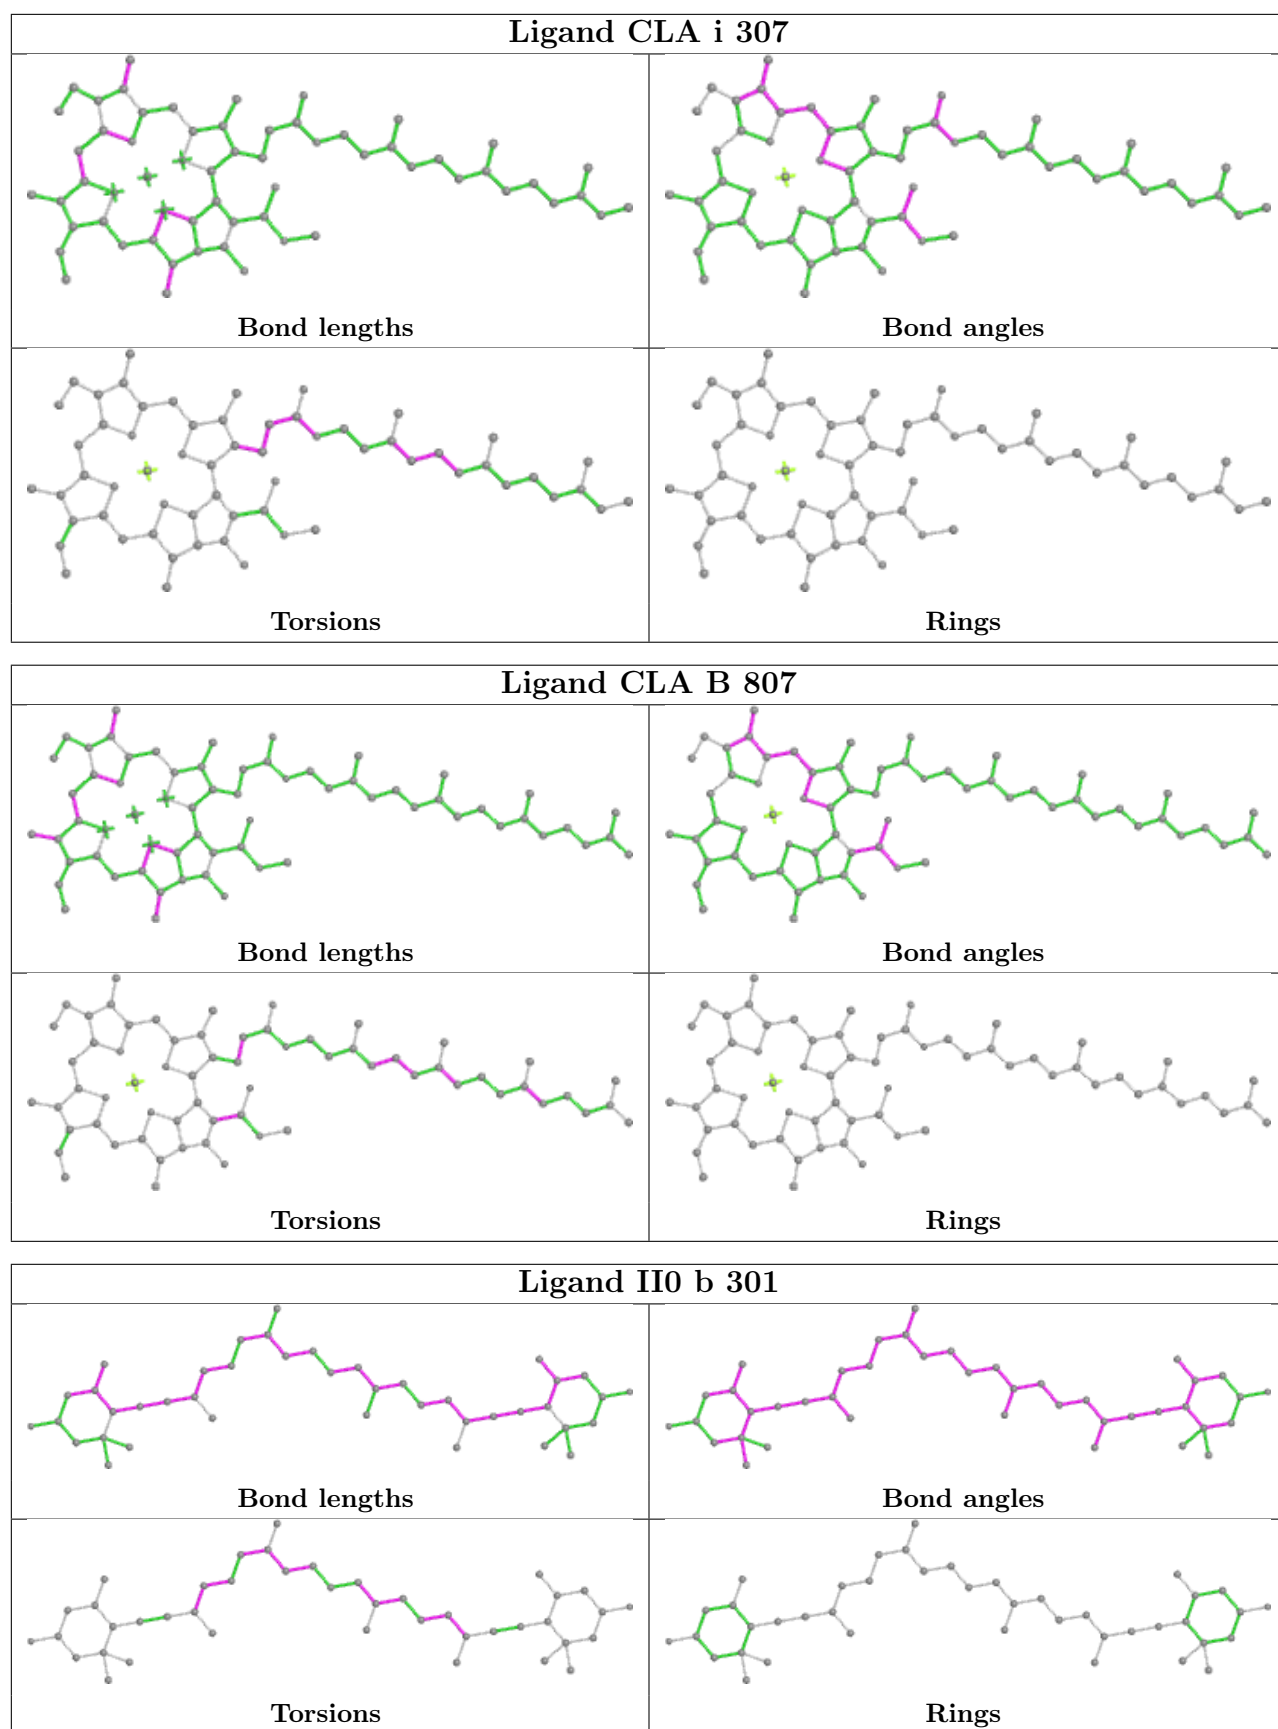 Ligand CLA i 307
Bond lengths
Bond angles
Torsions
Rings
Ligand CLA B 807
Bond lengths
Bond angles
Torsions
Rings
Ligand II0 b 301
Bond lengths
Bond angles
Torsions
Rings